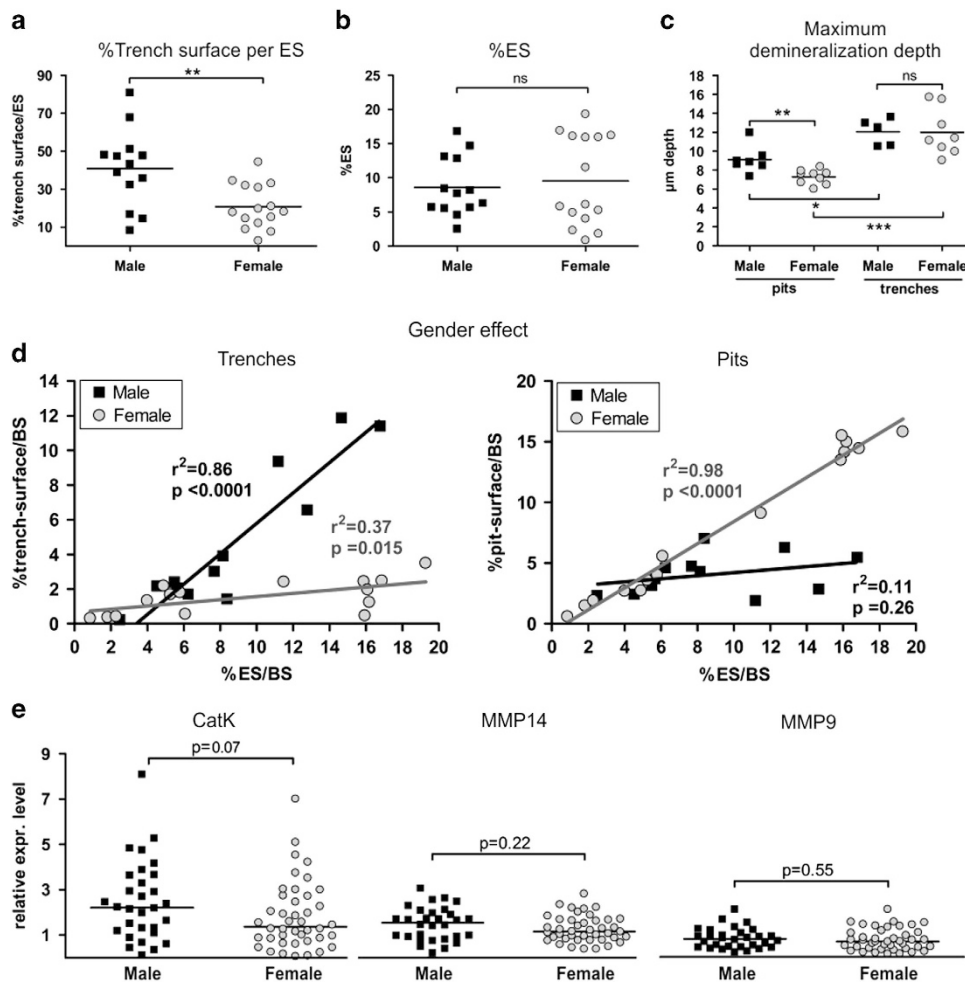 a
%Trench surface per ES
**
90
70
50
30
10
%trench surface/ES
Male
Female
b
%ES
ns
25
20
15
10
5
0
%ES
Male
Female
c
Maximum
demineralization depth
ns
**
*
***
18
16
14
12
10
8
6
4
2
0
µm depth
Male
Female
Male
Female
pits
trenches
Gender effect
d
Trenches
Male
Female
14
12
10
8
6
4
2
0
%trench-surface/BS
r²=0.86
p <0.0001
r²=0.37
p =0.015
0 2 4 6 8 10 12 14 16 18 20
%ES/BS
Pits
Male
Female
20
15
10
5
0
%pit-surface/BS
r²=0.98
p <0.0001
r²=0.11
p =0.26
0 2 4 6 8 10 12 14 16 18 20
%ES/BS
e
CatK
MMP14
MMP9
p=0.07
p=0.22
p=0.55
9
7
5
3
1
relative expr. level
Male
Female
Male
Female
Male
Female